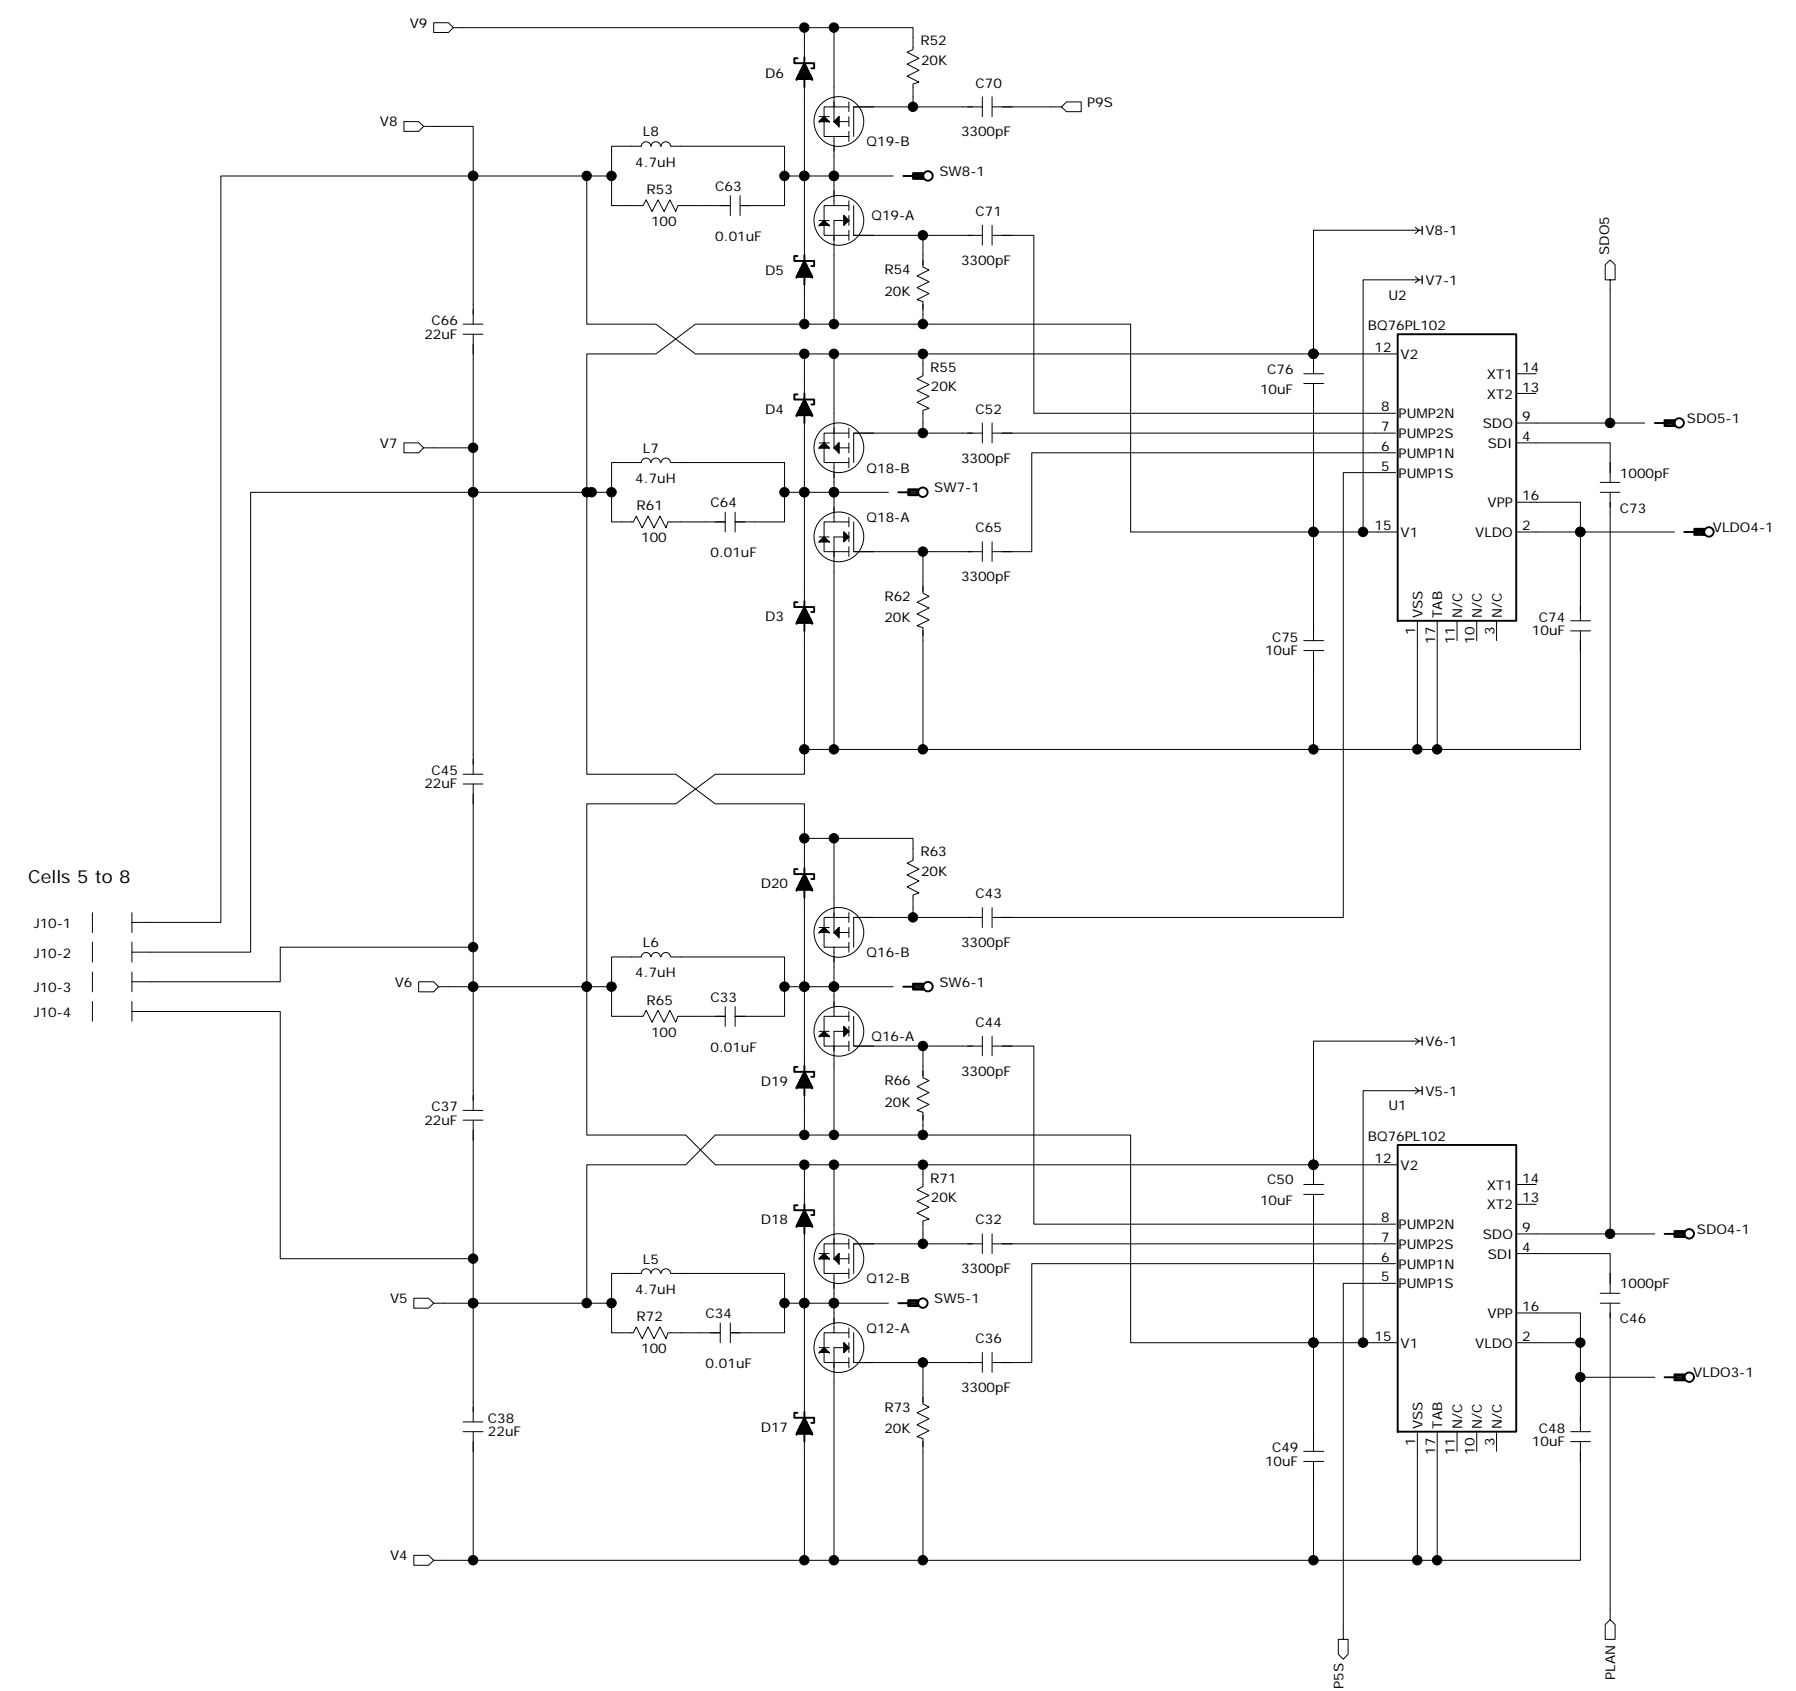 V9
R52
20K
D6
C70
P9S
3300pF
Q19-B
V8
L8
4.7uH
R53
100
C63
0.01uF
SW8-1
Q19-A
C71
3300pF
R54
20K
D5
V8-1
SDO5
V7-1
U2
BQ76PL102
C66
22uF
12 V2
R55
20K
C76
10uF
XT1 14
XT2 13
D4
C52
3300pF
8 PUMP2N
7 PUMP2S
6 PUMP1N
5 PUMP1S
SDO 9
SDI 4
SDO5-1
V7
L7
4.7uH
Q18-B
1000pF
C73
R61
100
C64
0.01uF
SW7-1
Q18-A
C65
3300pF
VPP 16
15 V1
VLDO 2
VLDO4-1
R62
20K
D3
VSS
TAB
N/C
N/C
N/C
1
17
11
10
3
C74
10uF
C75
10uF
C45
22uF
R63
20K
D20
C43
3300pF
Q16-B
Cells 5 to 8
J10-1
J10-2
J10-3
J10-4
V6
L6
4.7uH
R65
100
C33
0.01uF
SW6-1
Q16-A
C44
3300pF
R66
20K
D19
V6-1
V5-1
U1
BQ76PL102
C37
22uF
12 V2
R71
20K
C50
10uF
XT1 14
XT2 13
D18
C32
3300pF
8 PUMP2N
7 PUMP2S
6 PUMP1N
5 PUMP1S
SDO 9
SDI 4
SDO4-1
V5
L5
4.7uH
Q12-B
1000pF
C46
R72
100
C34
0.01uF
SW5-1
Q12-A
C36
3300pF
VPP 16
15 V1
VLDO 2
VLDO3-1
C38
22uF
R73
20K
D17
VSS
TAB
N/C
N/C
N/C
1
17
11
10
3
C48
10uF
C49
10uF
V4
P5S
PLAN